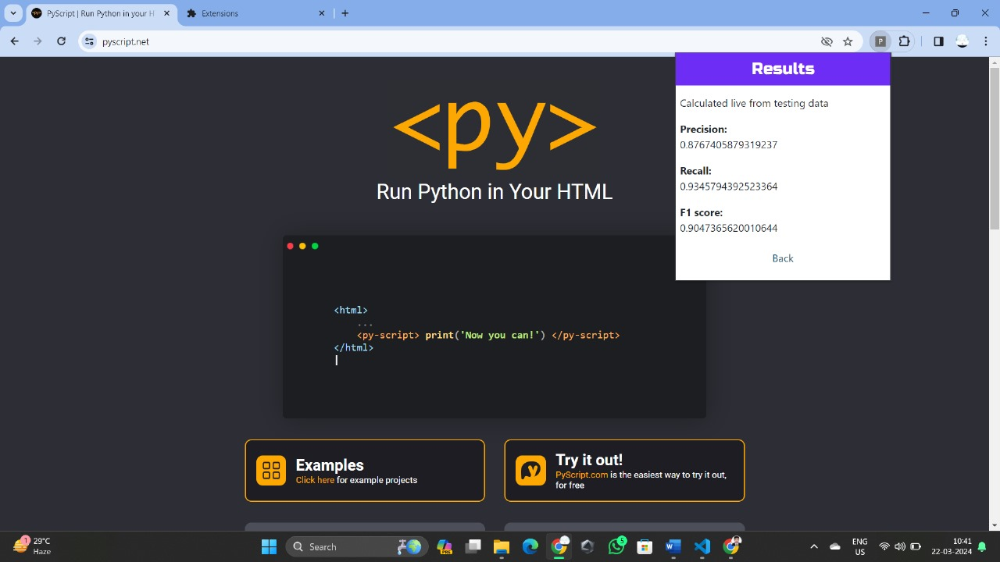 PyScript | Run Python in your H
Extensions
pyscript.net
P
Results
Calculated live from testing data
Precision:
0.8767405879319237
Recall:
0.9345794392523364
F1 score:
0.9047365620010644
Back
<py>
Run Python in Your HTML
<html>
...
<py-script> print('Now you can!') </py-script>
</html>
Examples
Click here for example projects
Try it out!
PyScript.com is the easiest way to try it out,
for free
1
29°C
Haze
Search
PRE
5
W
ENG
US
10:41
22-03-2024